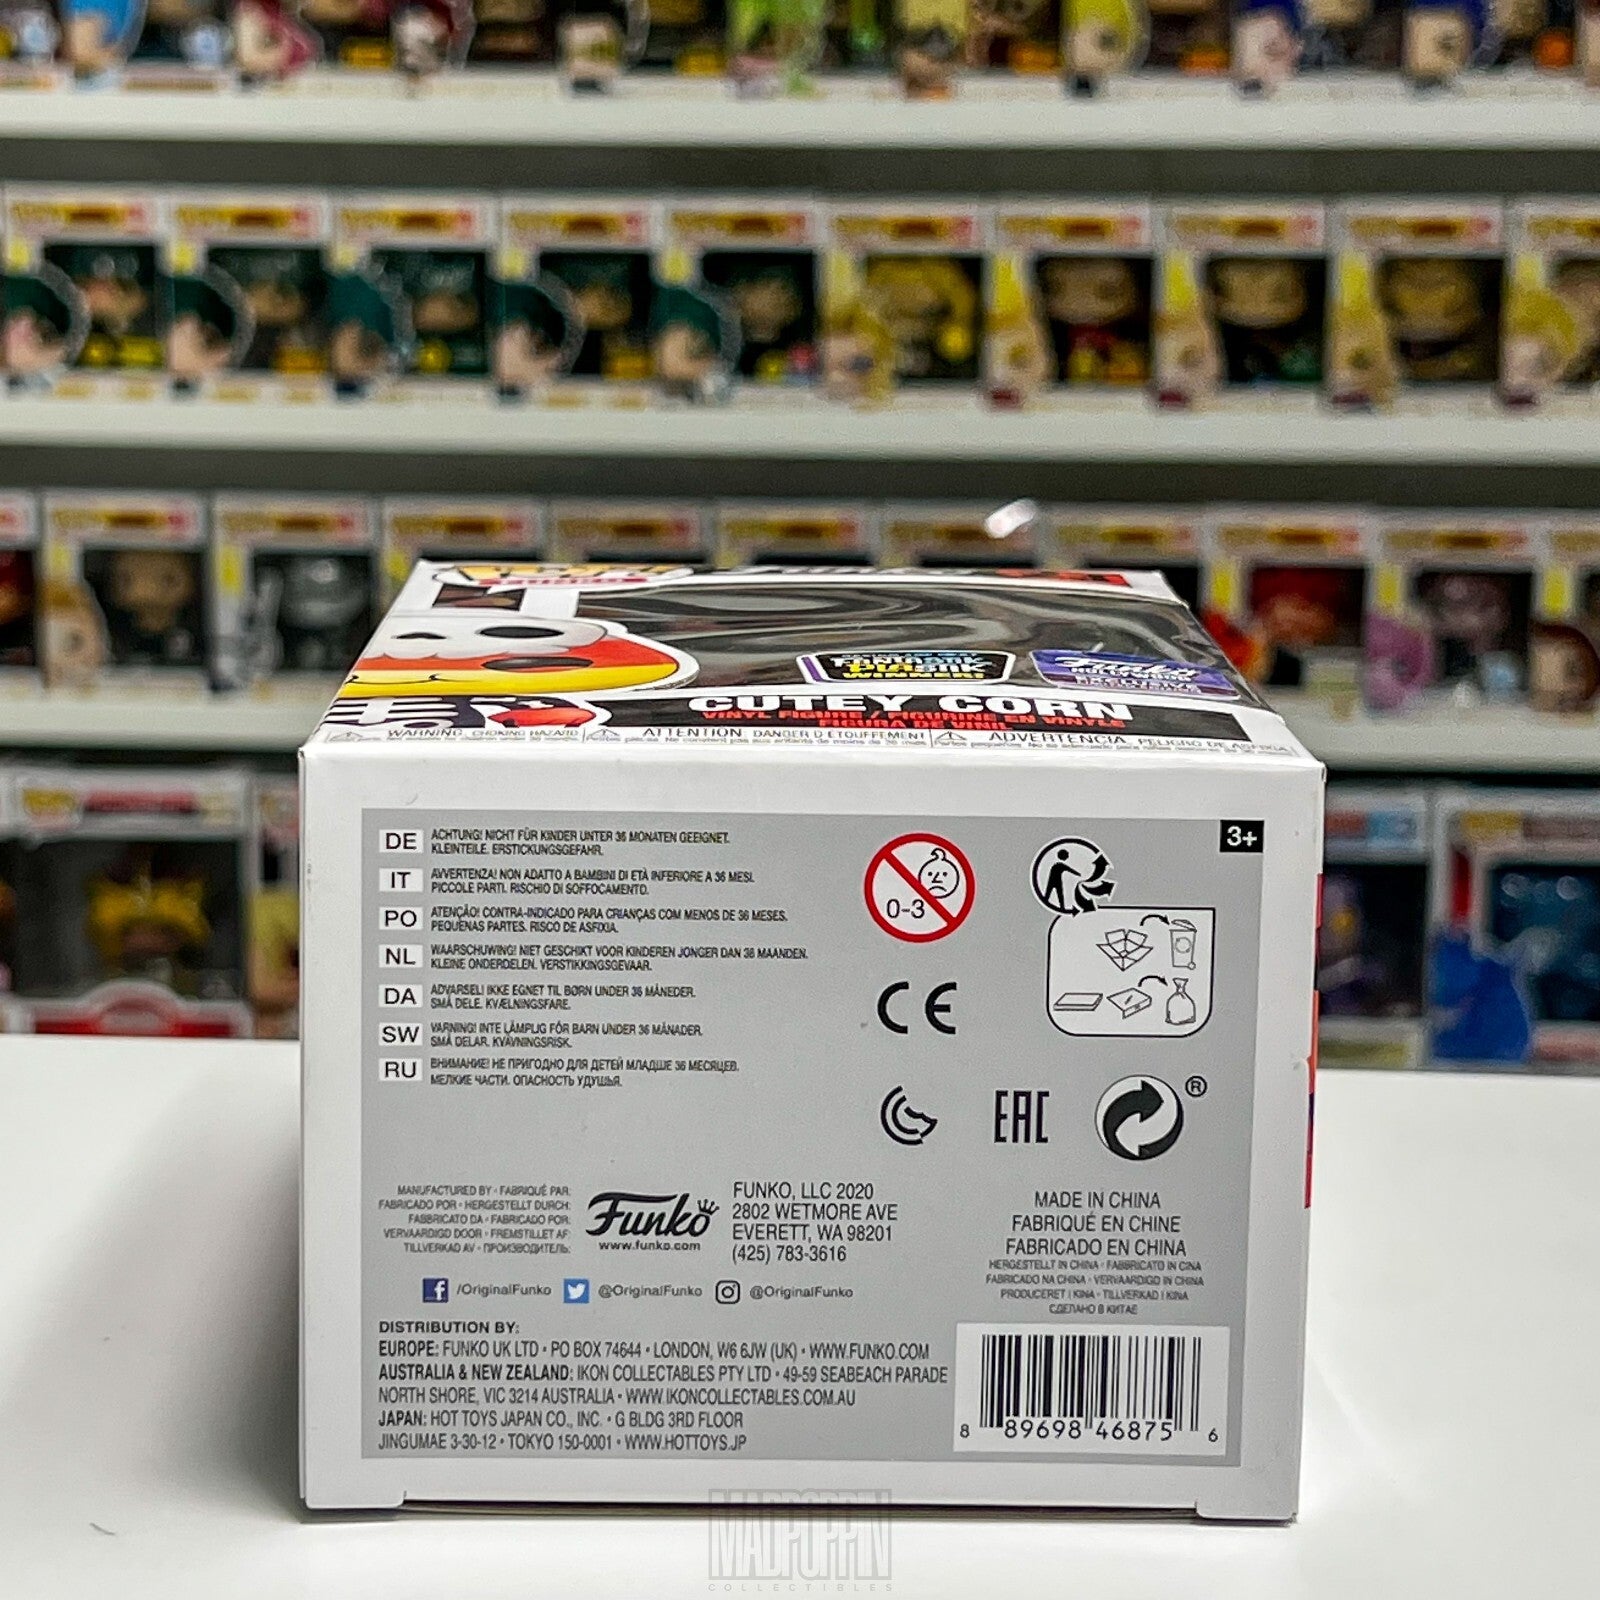 FUNATIC
PLASTIK
WINNER!
Funko
HOLLYWOOD
EXCLUSIVE
CUTEY CORN
VINYL FIGURE / FIGURINE EN VINYLE
FIGURA DE VINIL
WARNING: CHOKING HAZARD
ATTENTION: DANGER D'ÉTOUFFEMENT
ADVERTENCIA: PELIGRO DE ASFIXIA
3+
DE ACHTUNG! NICHT FÜR KINDER UNTER 36 MONATEN GEEIGNET.
KLEINTEILE. ERSTICKUNGSGEFAHR.
IT AVVERTENZA! NON ADATTO A BAMBINI DI ETÀ INFERIORE A 36 MESI.
PICCOLE PARTI. RISCHIO DI SOFFOCAMENTO.
PO ATENÇÃO! CONTRA-INDICADO PARA CRIANÇAS COM MENOS DE 36 MESES.
PEQUENAS PARTES. RISCO DE ASFIXIA.
NL WAARSCHUWING! NIET GESCHIKT VOOR KINDEREN JONGER DAN 36 MAANDEN.
KLEINE ONDERDELEN. VERSTIKKINGSGEVAAR.
DA ADVARSEL! IKKE EGNET TIL BØRN UNDER 36 MÅNEDER.
SMÅ DELE. KVÆLNINGSFARE.
SW VARNING! INTE LÄMPLIG FÖR BARN UNDER 36 MÅNADER.
SMÅ DELAR. KVÄVNINGSRISK.
RU ВНИМАНИЕ! НЕ ПРИГОДНО ДЛЯ ДЕТЕЙ МЛАДШЕ 36 МЕСЯЦЕВ.
МЕЛКИЕ ЧАСТИ. ОПАСНОСТЬ УДУШЬЯ.
0-3
CE
EAC
®
MANUFACTURED BY • FABRIQUÉ PAR:
FABRICADO POR • HERGESTELLT DURCH:
FABBRICATO DA • FABRICADO POR:
VERVAARDIGD DOOR • FREMSTILLET AF:
TILLVERKAD AV • ПРОИЗВОДИТЕЛЬ:
Funko
www.funko.com
FUNKO, LLC 2020
2802 WETMORE AVE
EVERETT, WA 98201
(425) 783-3616
/OriginalFunko @OriginalFunko @OriginalFunko
MADE IN CHINA
FABRIQUÉ EN CHINE
FABRICADO EN CHINA
HERGESTELLT IN CHINA • FABBRICATO IN CINA
FABRICADO NA CHINA • VERVAARDIGD IN CHINA
PRODUCERET I KINA • TILLVERKAD I KINA
СДЕЛАНО В КИТАЕ
DISTRIBUTION BY:
EUROPE: FUNKO UK LTD • PO BOX 74644 • LONDON, W6 6JW (UK) • WWW.FUNKO.COM
AUSTRALIA & NEW ZEALAND: IKON COLLECTABLES PTY LTD • 49-59 SEABEACH PARADE
NORTH SHORE, VIC 3214 AUSTRALIA • WWW.IKONCOLLECTABLES.COM.AU
JAPAN: HOT TOYS JAPAN CO., INC. • G BLDG 3RD FLOOR
JINGUMAE 3-30-12 • TOKYO 150-0001 • WWW.HOTTOYS.JP
8 89698 46875 6
MADPOPPIN
COLLECTIBLES